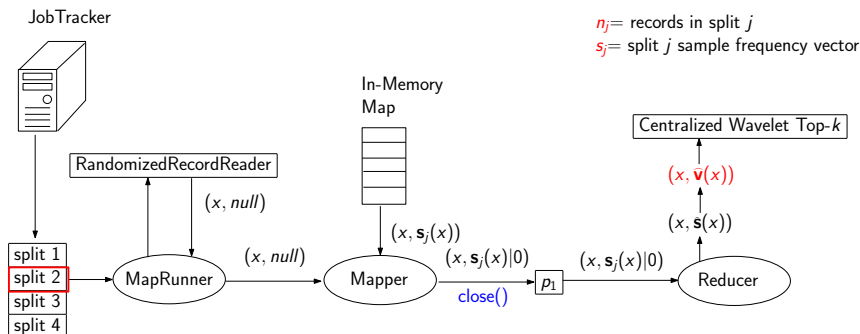 JobTracker
n_j= records in split j
s_j= split j sample frequency vector
In-Memory
Map
Centralized Wavelet Top-k
RandomizedRecordReader
(x, v̂(x))
(x, null)
(x, s_j(x))
(x, ŝ(x))
split 1
split 2
split 3
split 4
MapRunner
(x, null)
Mapper
(x, s_j(x)|0)
close()
p_1
(x, s_j(x)|0)
Reducer